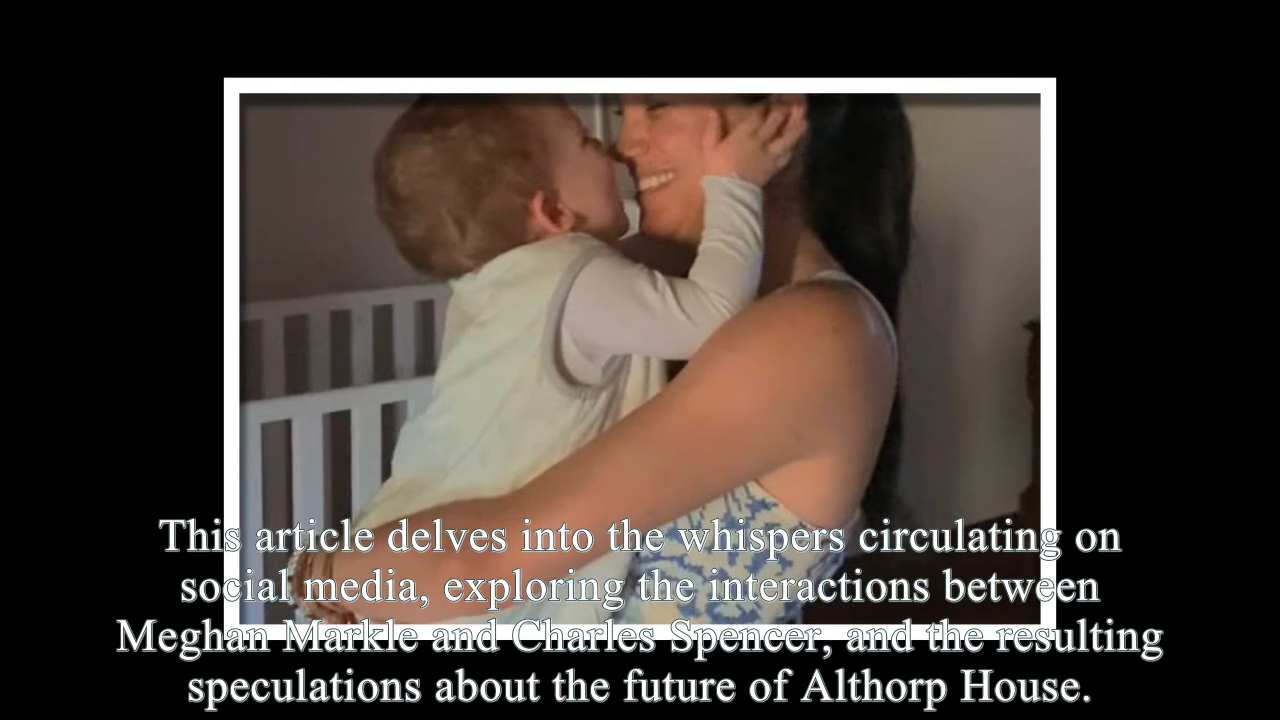 This article delves into the whispers circulating on
social media, exploring the interactions between
Meghan Markle and Charles Spencer, and the resulting
speculations about the future of Althorp House.